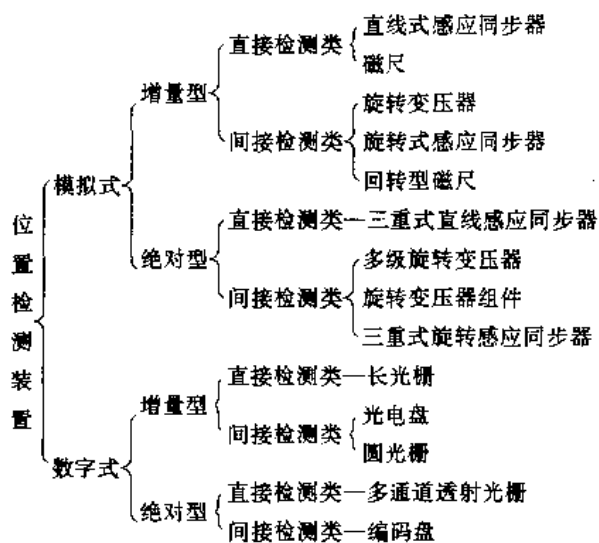 位置检测装置
模拟式
增量型
直接检测类
直线式感应同步器
磁尺
间接检测类
旋转变压器
旋转式感应同步器
回转型磁尺
绝对型
直接检测类—三重式直线感应同步器
间接检测类
多级旋转变压器
旋转变压器组件
三重式旋转感应同步器
数字式
增量型
直接检测类—长光栅
间接检测类
光电盘
圆光栅
绝对型
直接检测类—多通道透射光栅
间接检测类—编码盘